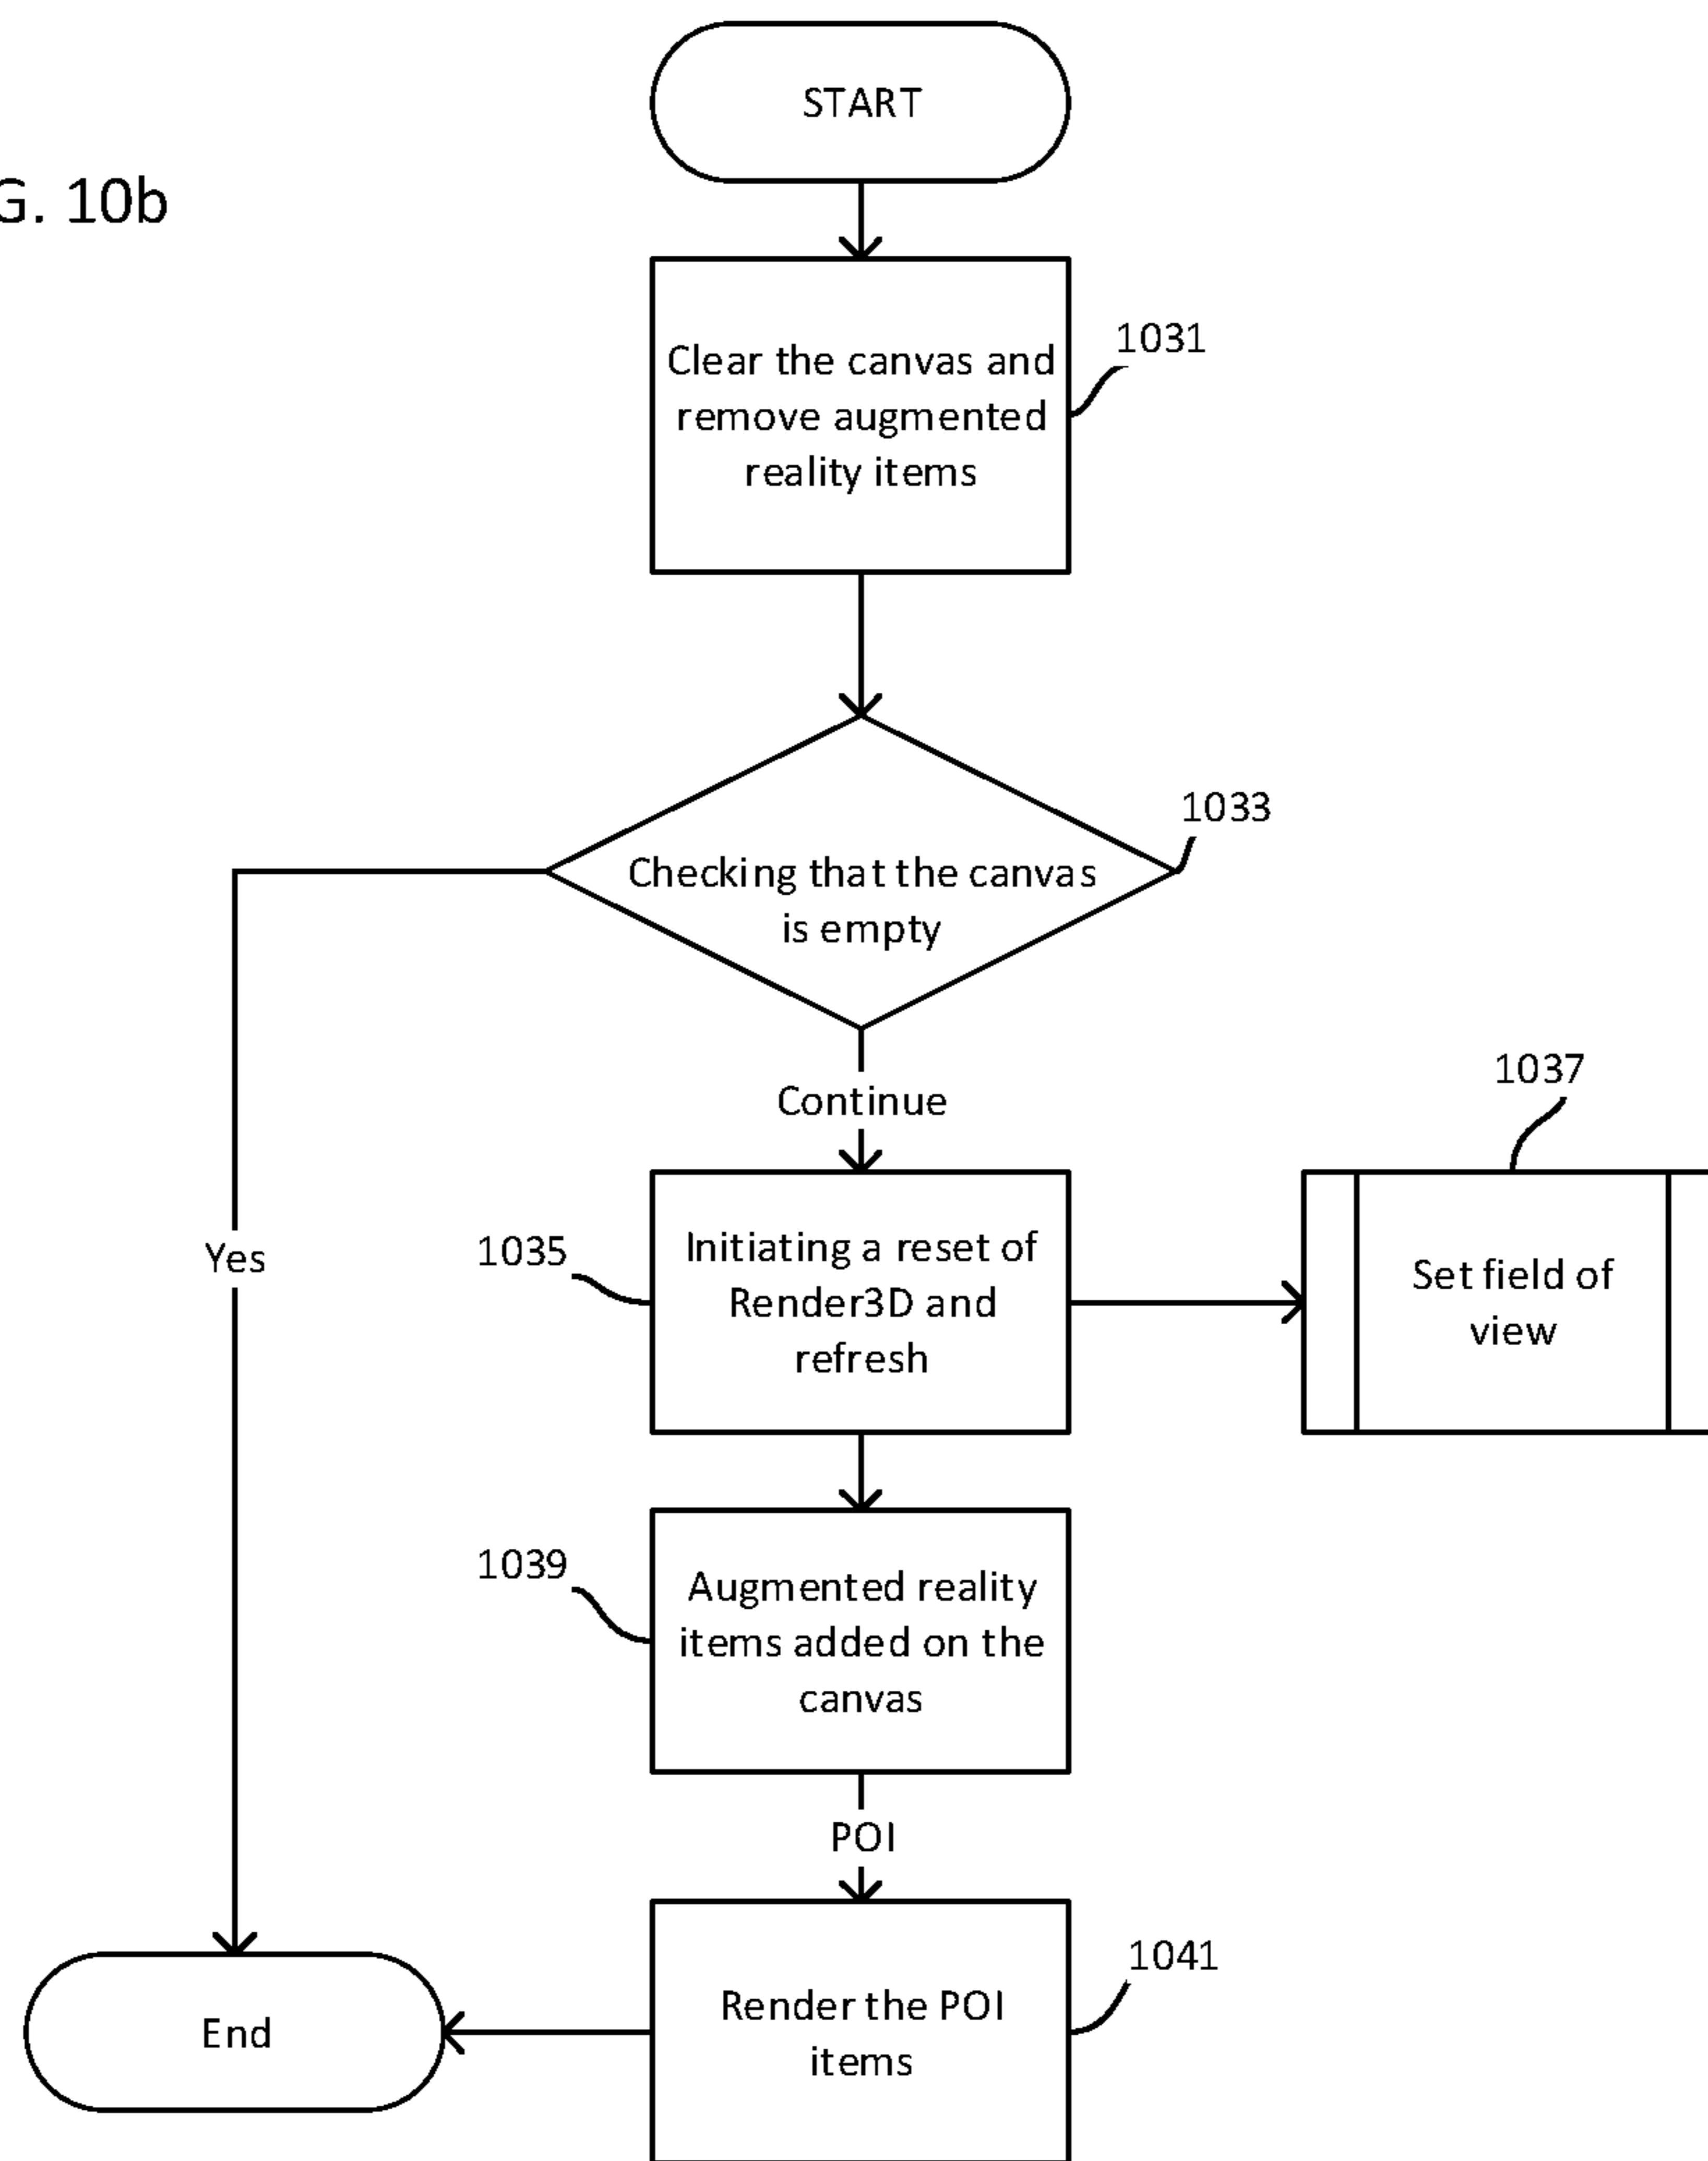 START
G. 10b
1031
Clear the canvas and
remove augmented
reality items
1033
Checking that the canvas
is empty
Continue
1037
Yes
1035
Initiating a reset of
Render3D and
refresh
Set field of
view
1039
Augmented reality
items added on the
canvas
POI
1041
Render the POI
items
End